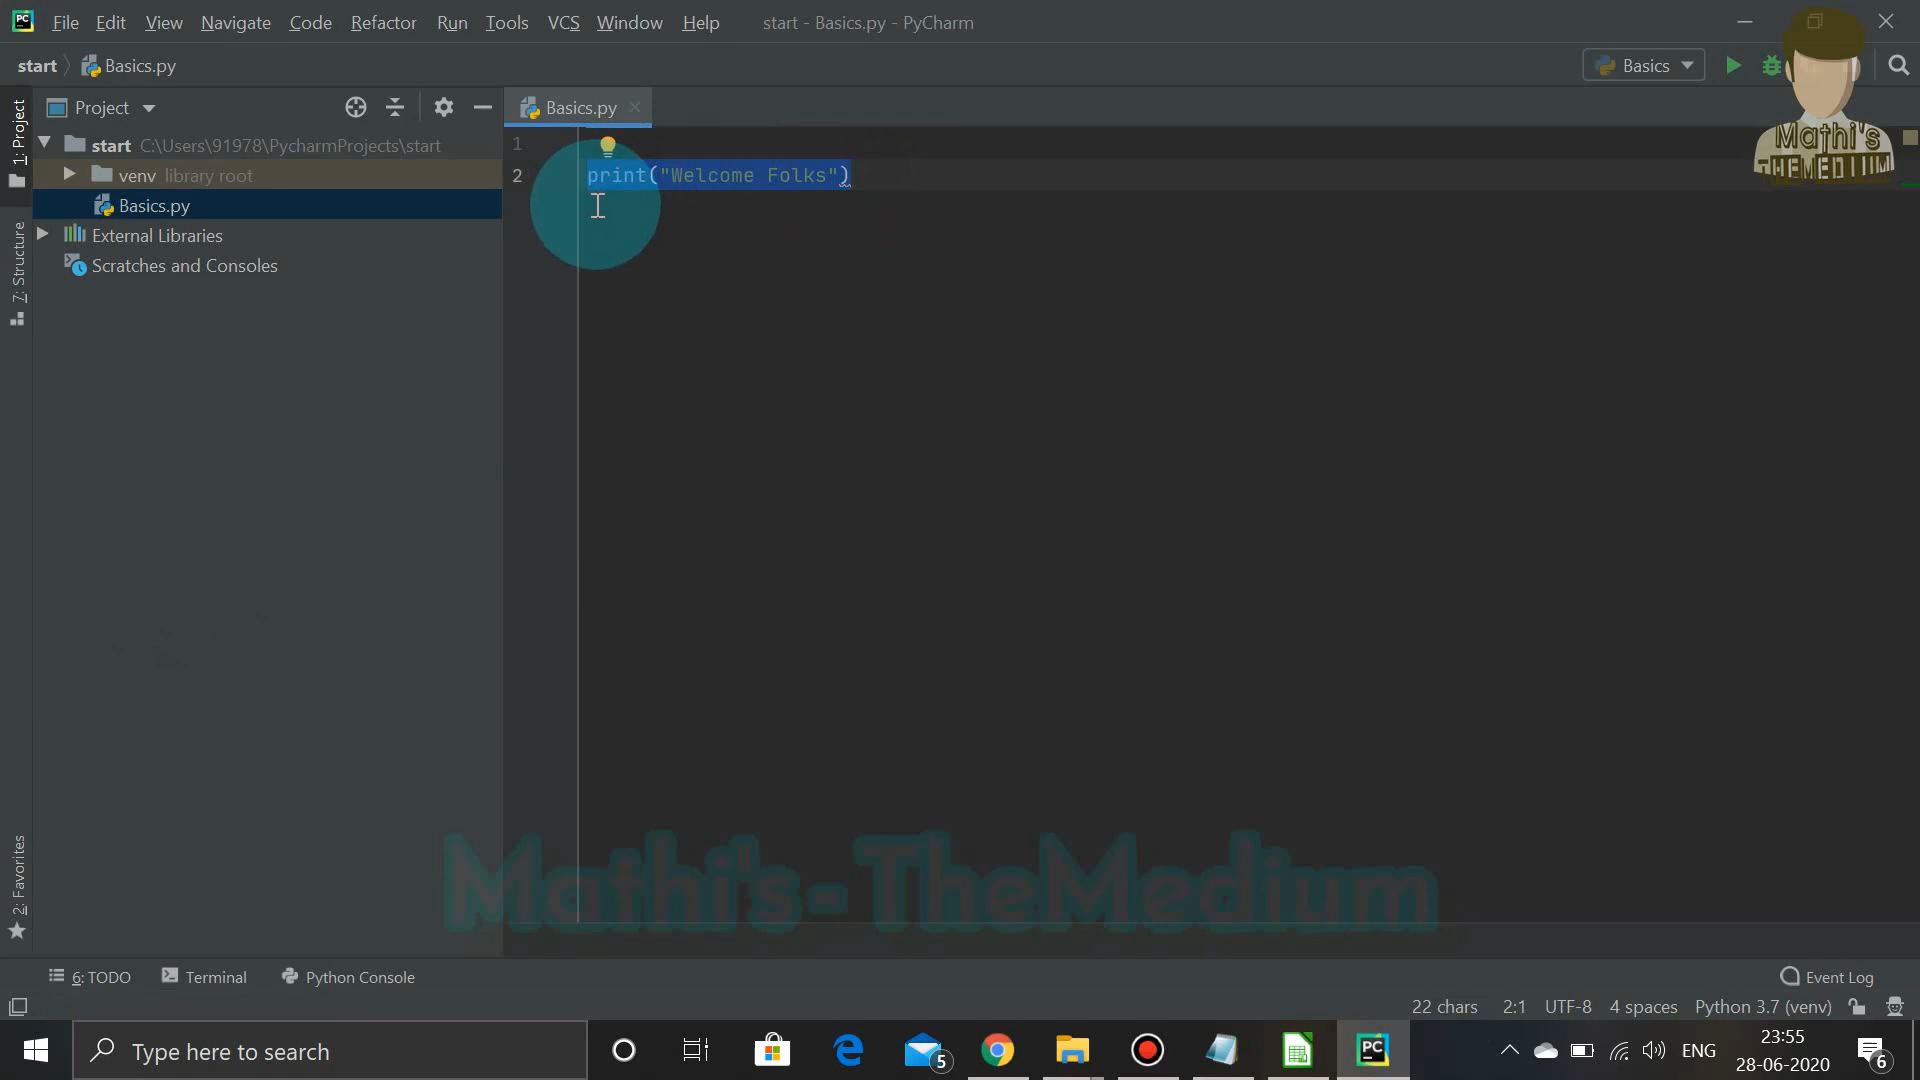 File Edit View Navigate Code Refactor Run Tools VCS Window Help start - Basics.py - PyCharm
start Basics.py
Basics
Project
Basics.py
1: Project
start C:\Users\91978\PycharmProjects\start
venv library root
Basics.py
External Libraries
Scratches and Consoles
7: Structure
2: Favorites
1
2 print("Welcome Folks")
Mathi's
THEMEDIUM
Mathi's - TheMedium
6: TODO Terminal Python Console
Event Log
22 chars 2:1 UTF-8 4 spaces Python 3.7 (venv)
Type here to search
5
PC
ENG
23:55
28-06-2020
6